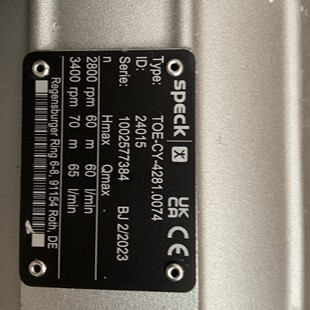 speck
UK CA CE
Type: TOE-CY-4281.0074
ID: 24015
Serie: 1002577384 BJ 2/2023
n Hmax Qmax
2800 rpm 60 m 60 l/min
3400 rpm 70 m 65 l/min
Regensburger Ring 6-8, 91154 Roth, DE